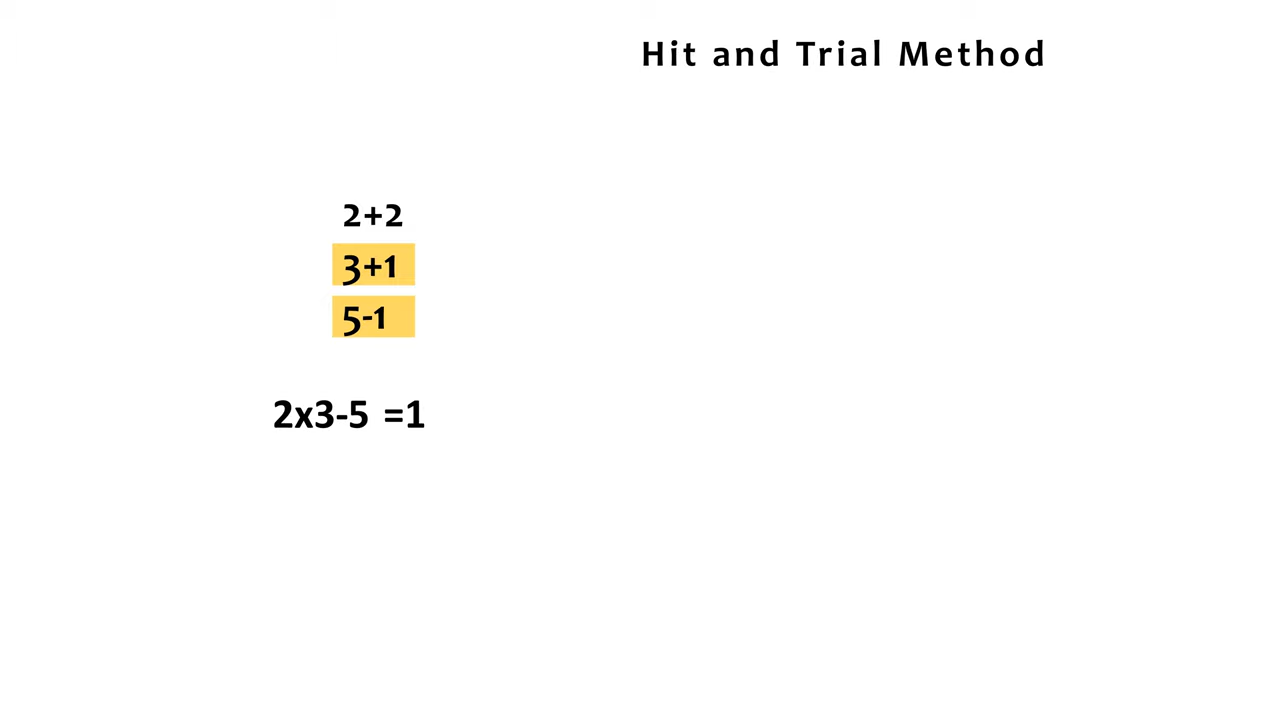 Hit and Trial Method
2+2
3+1
5-1
2x3-5 =1